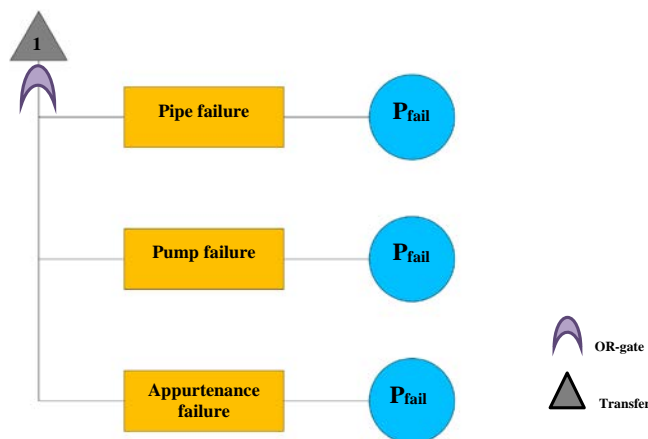 1
Pipe failure
Pfail
Pump failure
Pfail
OR-gate
Appurtenance
failure
Pfail
Transfer